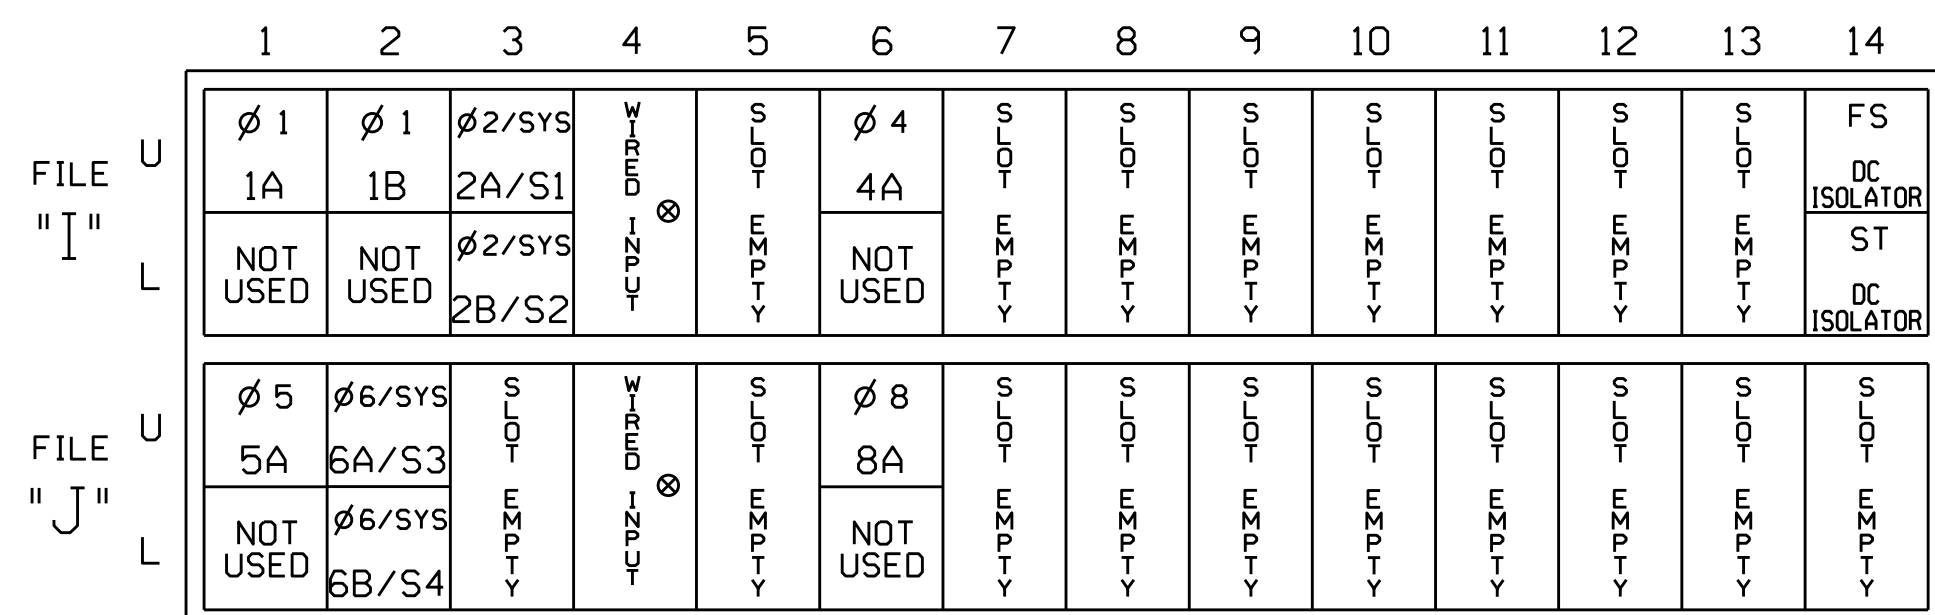 1 2 3 4 5 6 7 8 9 10 11 12 13 14
FILE "I"
U
Ø 1 1A
Ø 1 1B
Ø2/SYS 2A/S1
WIRED INPUT
SLOT EMPTY
Ø 4 4A
SLOT EMPTY
SLOT EMPTY
SLOT EMPTY
SLOT EMPTY
SLOT EMPTY
SLOT EMPTY
SLOT EMPTY
FS DC ISOLATOR
L
NOT USED
NOT USED
Ø2/SYS 2B/S2
NOT USED
ST DC ISOLATOR
FILE "J"
U
Ø 5 5A
Ø6/SYS 6A/S3
SLOT EMPTY
WIRED INPUT
SLOT EMPTY
Ø 8 8A
SLOT EMPTY
SLOT EMPTY
SLOT EMPTY
SLOT EMPTY
SLOT EMPTY
SLOT EMPTY
SLOT EMPTY
SLOT EMPTY
L
NOT USED
Ø6/SYS 6B/S4
NOT USED